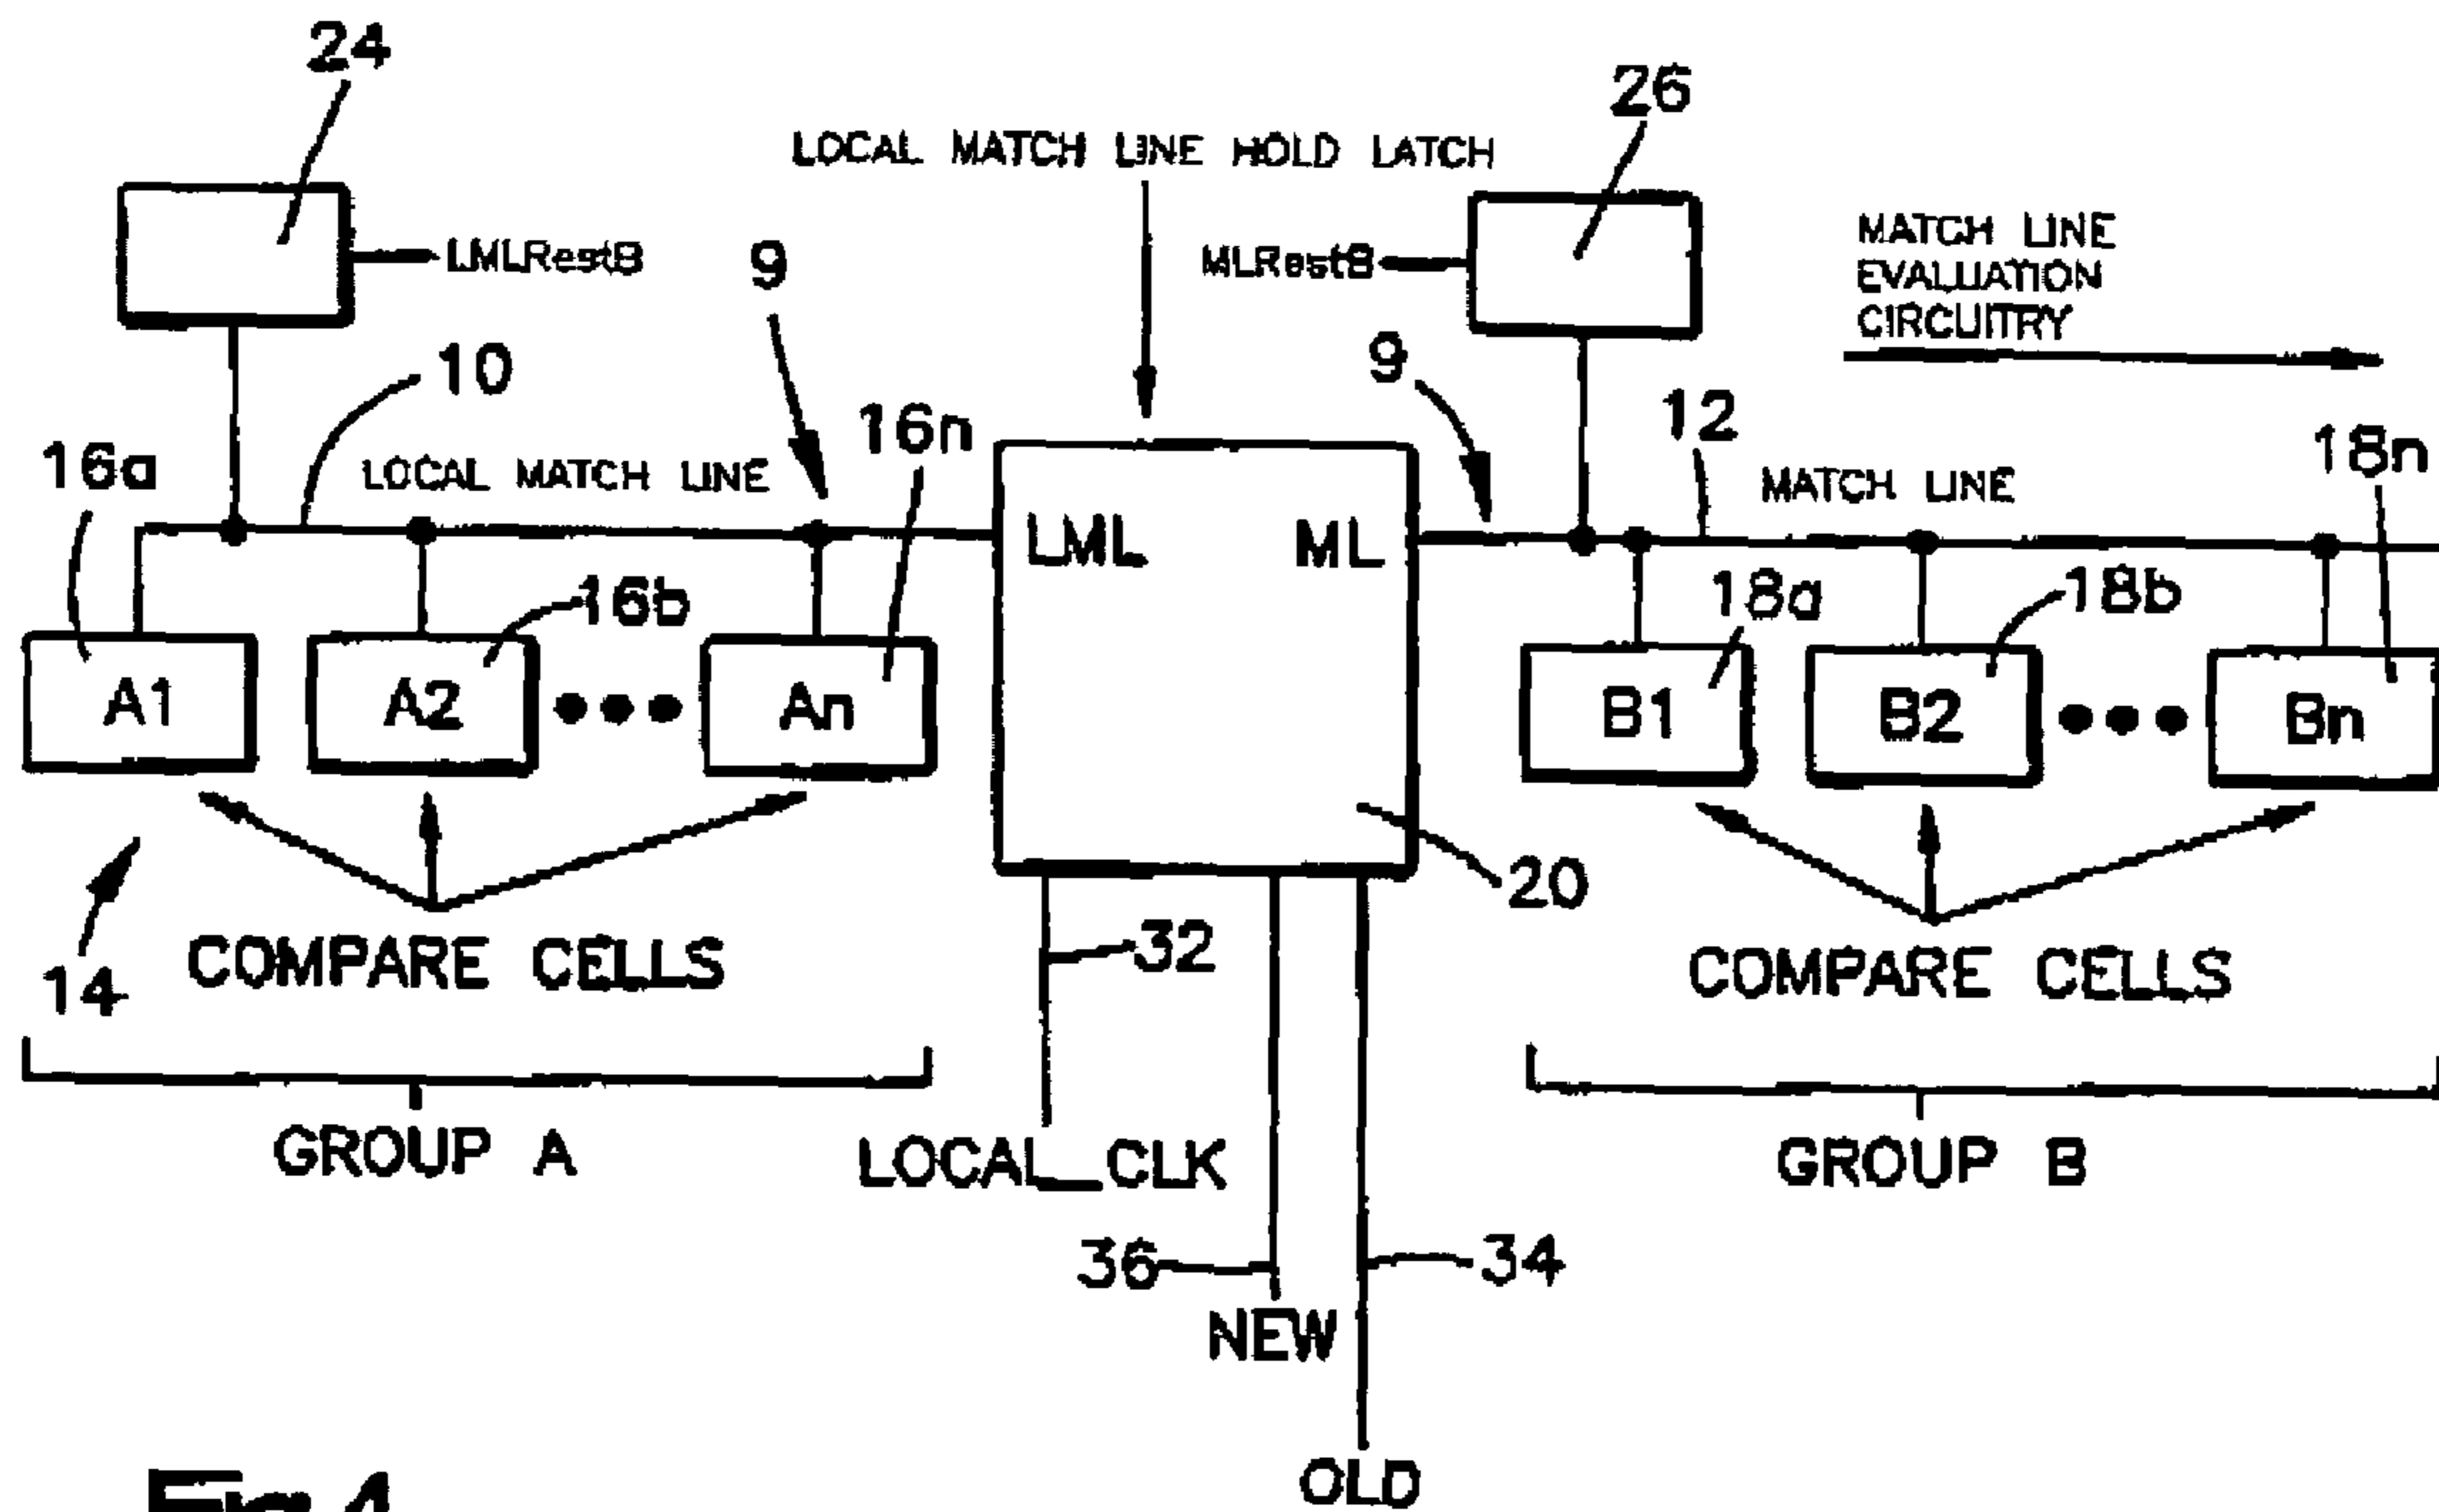 24
26
LOCAL MATCH LINE HOLD LATCH
MATCH LINE
EVALUATION
CIRCUITRY
LMLRestB
9
MLRestB
9
10
12
16a
16n
18n
LOCAL MATCH LINE
MATCH LINE
LML
ML
16b
18a
18b
A1
A2
An
B1
B2
Bn
20
32
14
COMPARE CELLS
COMPARE CELLS
GROUP A
LOCAL_CLK
GROUP B
36
34
NEW
OLD